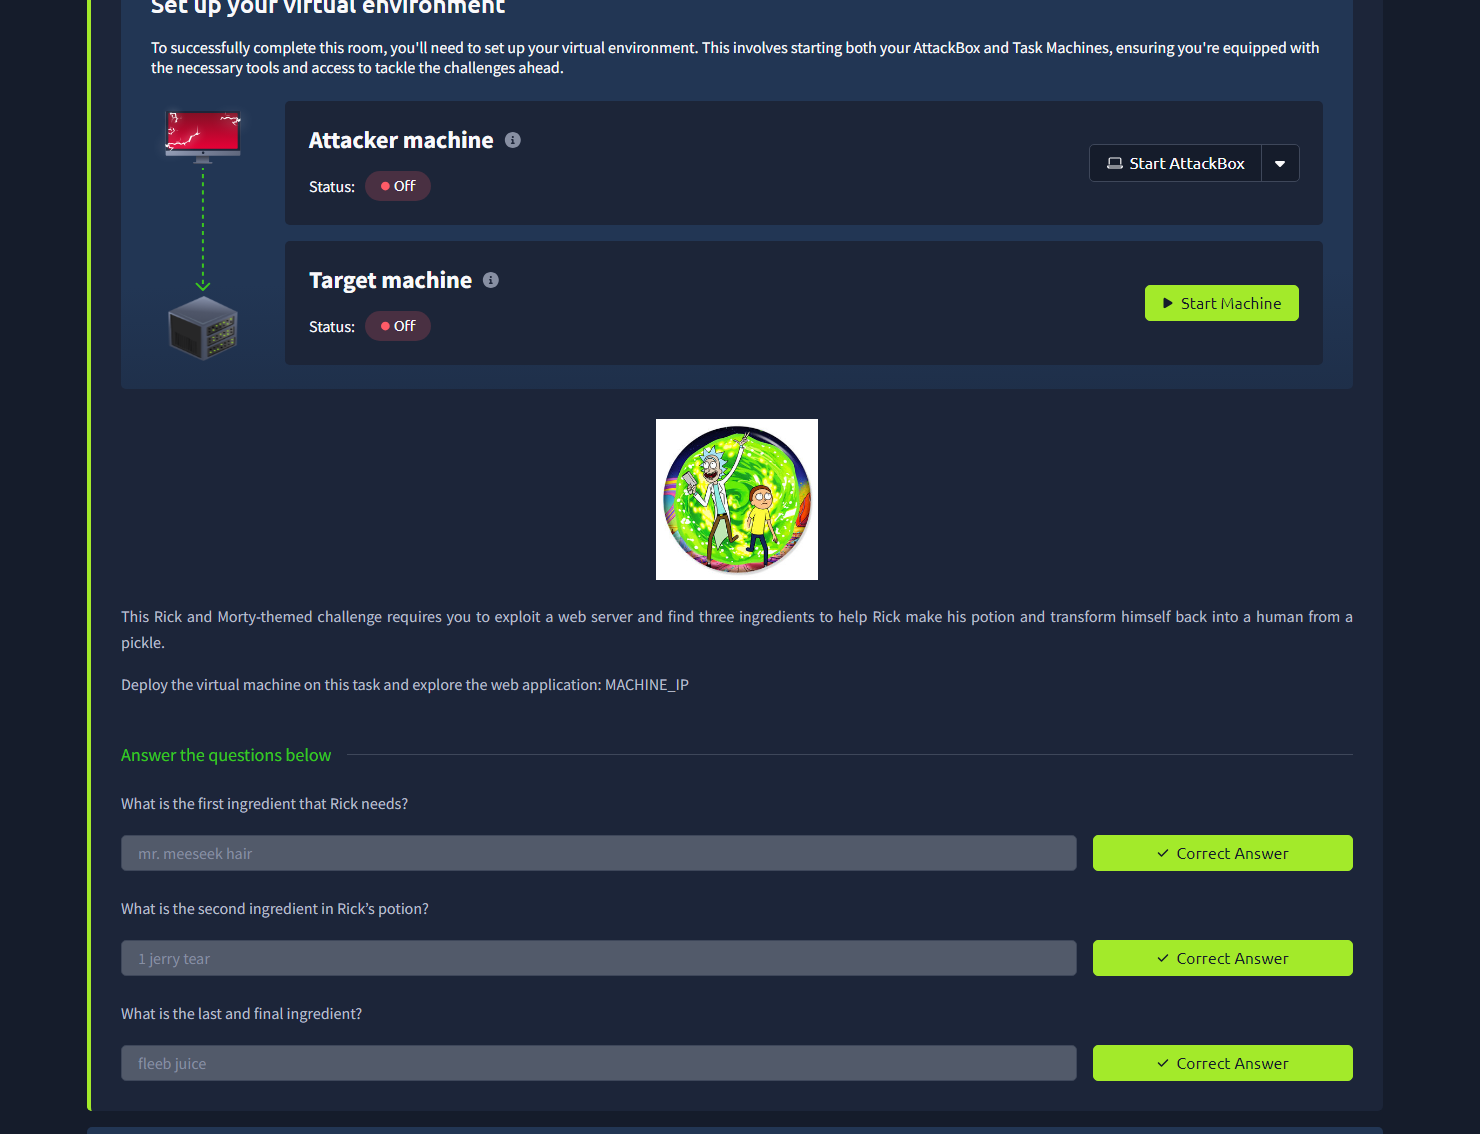 Set up your virtual environment
To successfully complete this room, you'll need to set up your virtual environment. This involves starting both your AttackBox and Task Machines, ensuring you're equipped with
the necessary tools and access to tackle the challenges ahead.
Attacker machine
Status: Off
Start AttackBox
Target machine
Status: Off
Start Machine
This Rick and Morty-themed challenge requires you to exploit a web server and find three ingredients to help Rick make his potion and transform himself back into a human from a
pickle.
Deploy the virtual machine on this task and explore the web application: MACHINE_IP
Answer the questions below
What is the first ingredient that Rick needs?
mr. meeseek hair
Correct Answer
What is the second ingredient in Rick’s potion?
1 jerry tear
Correct Answer
What is the last and final ingredient?
fleeb juice
Correct Answer